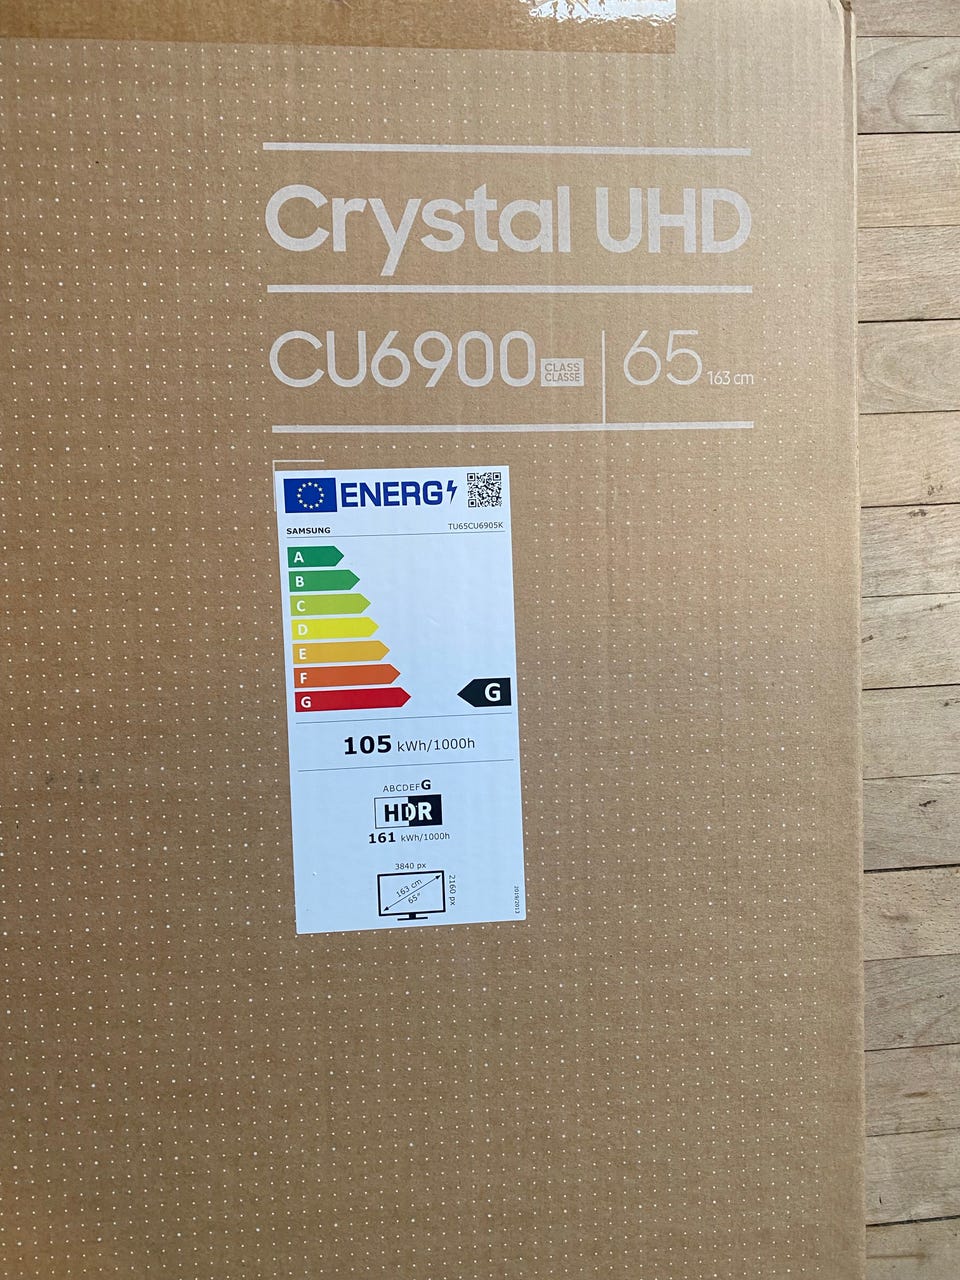 Crystal UHD
CU6900 CLASS CLASSE 65 163 cm
ENERG
SAMSUNG TU65CU6905K
A
B
C
D
E
F
G G
105 kWh/1000h
ABCDEFG
HDR
161 kWh/1000h
3840 px
163 cm
65"
2160 px
2019/2013